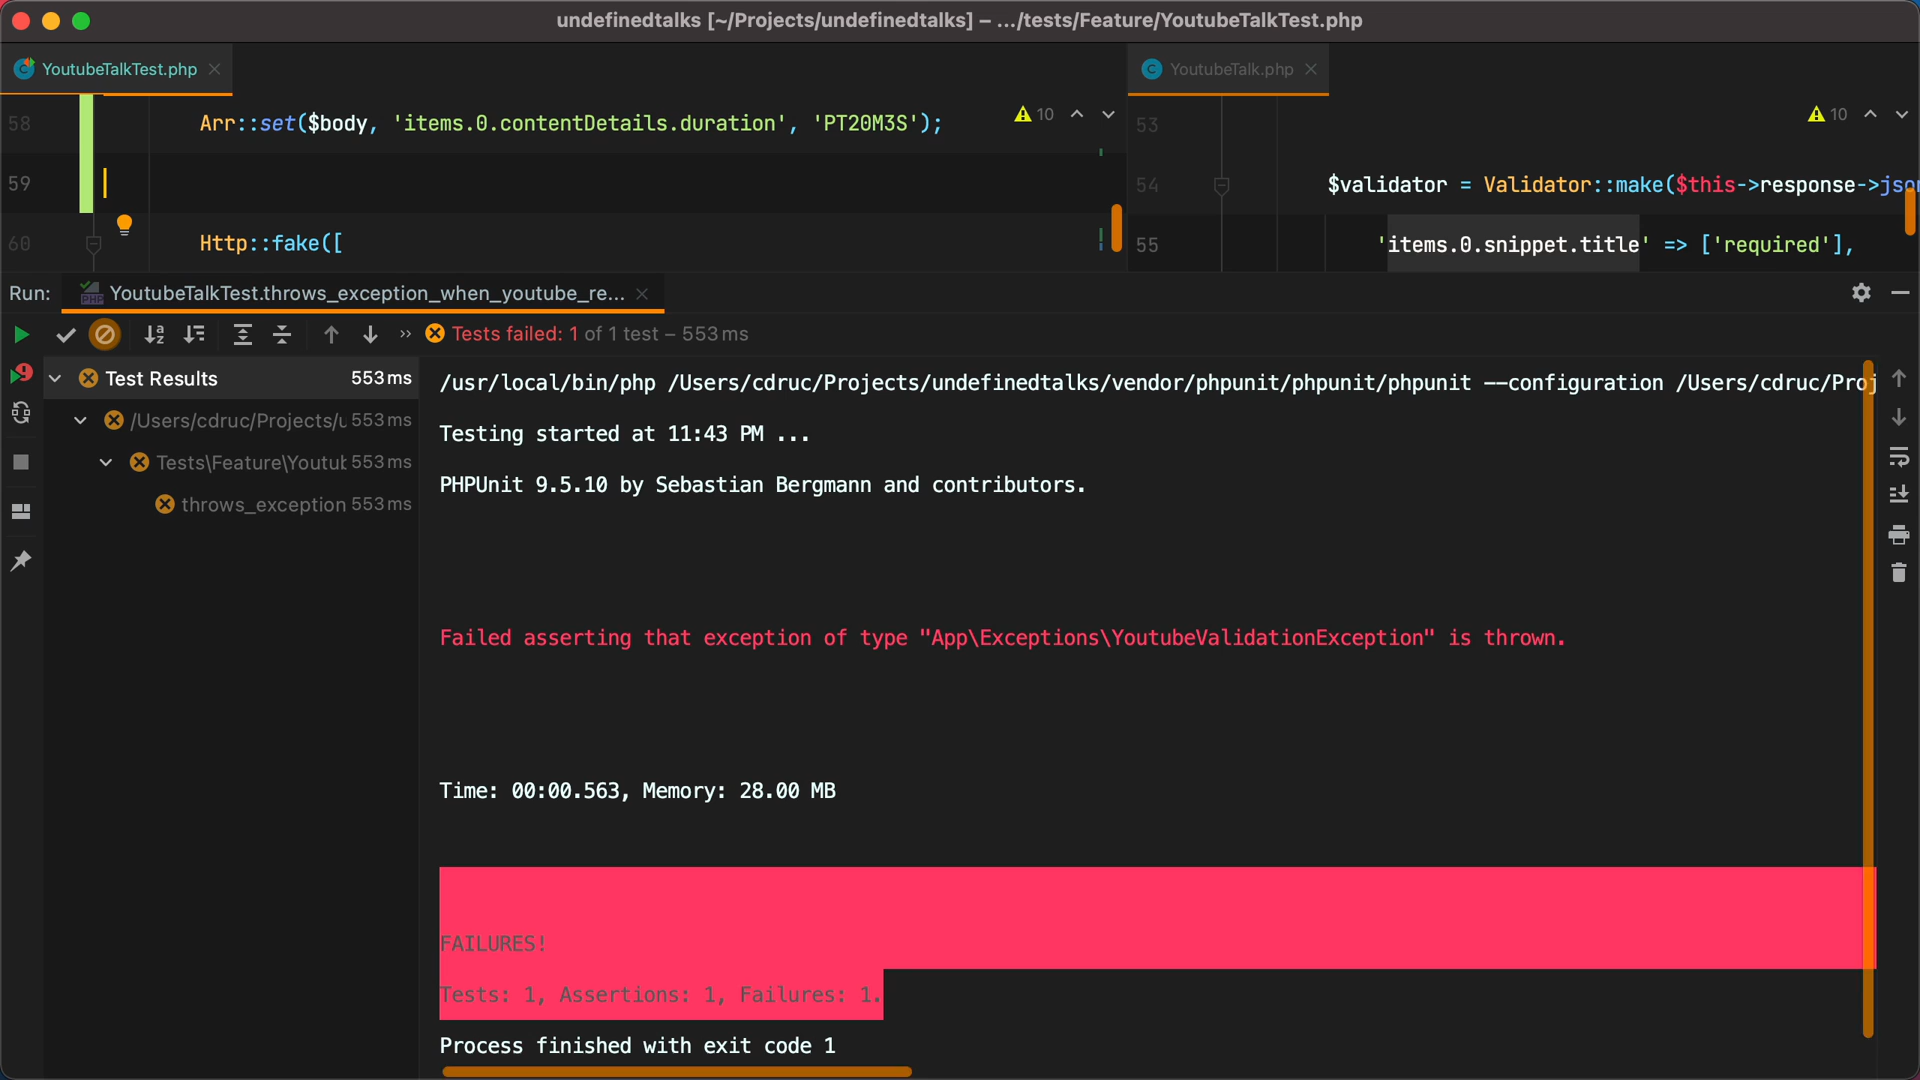 undefinedtalks [~/Projects/undefinedtalks] – .../tests/Feature/YoutubeTalkTest.php
YoutubeTalkTest.php
58 Arr::set($body, 'items.0.contentDetails.duration', 'PT20M3S');
10
59
60 Http::fake([
YoutubeTalk.php
53
10
54 $validator = Validator::make($this->response->json
55 'items.0.snippet.title' => ['required'],
Run: YoutubeTalkTest.throws_exception_when_youtube_re...
Tests failed: 1 of 1 test – 553 ms
Test Results 553 ms
/Users/cdruc/Projects/u 553 ms
Tests\Feature\Youtub 553 ms
throws_exception 553 ms
/usr/local/bin/php /Users/cdruc/Projects/undefinedtalks/vendor/phpunit/phpunit/phpunit --configuration /Users/cdruc/Proj
Testing started at 11:43 PM ...
PHPUnit 9.5.10 by Sebastian Bergmann and contributors.
Failed asserting that exception of type "App\Exceptions\YoutubeValidationException" is thrown.
Time: 00:00.563, Memory: 28.00 MB
FAILURES!
Tests: 1, Assertions: 1, Failures: 1.
Process finished with exit code 1